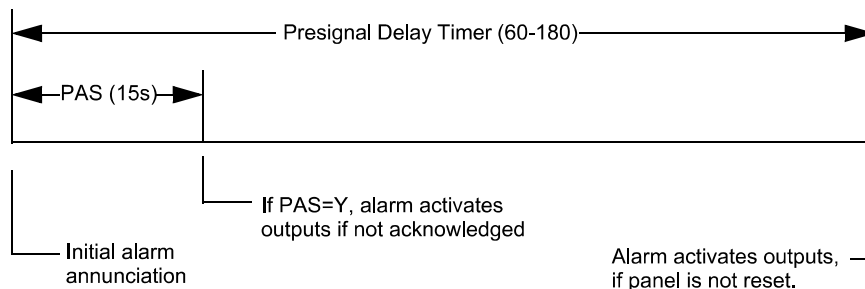 Presignal Delay Timer (60-180)
PAS (15s)
If PAS=Y, alarm activates
outputs if not acknowledged
Initial alarm
annunciation
Alarm activates outputs,
if panel is not reset.